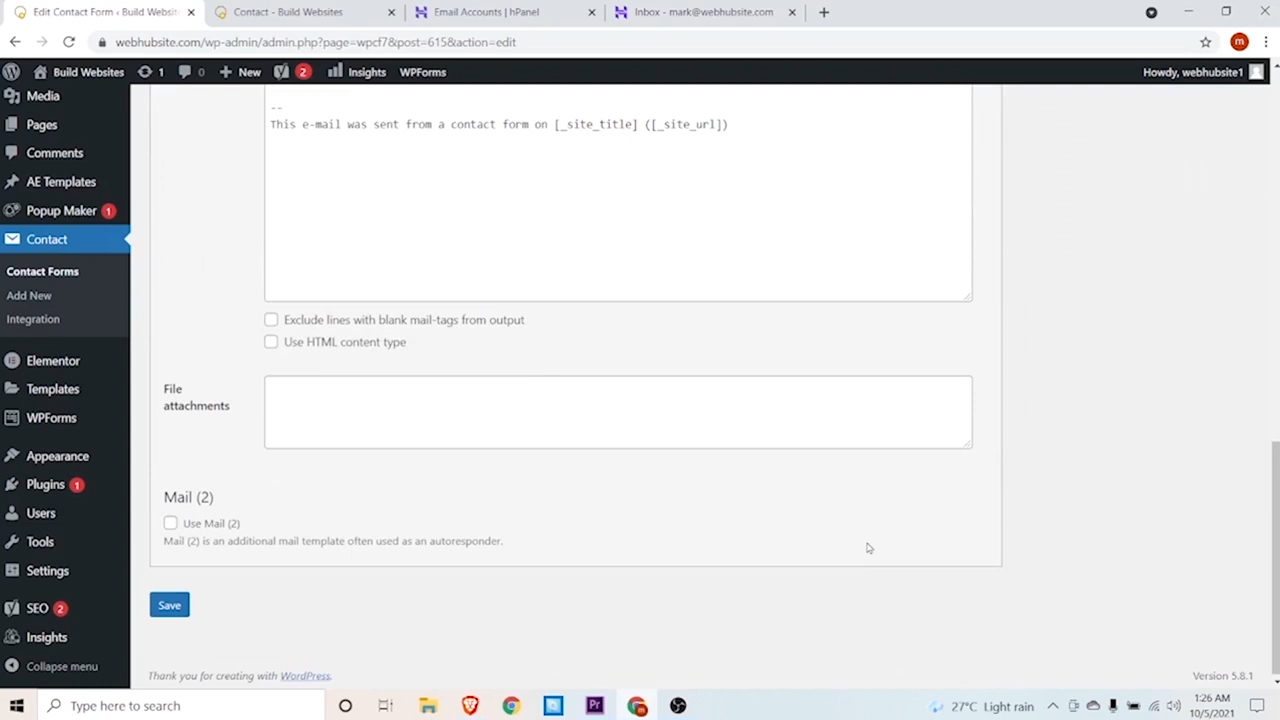 Edit Contact Form ‹ Build Websit
Contact - Build Websites
Email Accounts | hPanel
Inbox - mark@webhubsite.com
webhubsite.com/wp-admin/admin.php?page=wpcf7&post=615&action=edit
m
Build Websites
1
0
New
2
Insights
WPForms
Howdy, webhubsite1
Media
Pages
Comments
AE Templates
Popup Maker 1
Contact
Contact Forms
Add New
Integration
Elementor
Templates
WPForms
Appearance
Plugins 1
Users
Tools
Settings
SEO 2
Insights
Collapse menu
--
This e-mail was sent from a contact form on [_site_title] ([_site_url])
Exclude lines with blank mail-tags from output
Use HTML content type
File
attachments
Mail (2)
Use Mail (2)
Mail (2) is an additional mail template often used as an autoresponder.
Save
Thank you for creating with WordPress.
Version 5.8.1
Type here to search
Pr
m
27°C Light rain
1:26 AM
10/5/2021